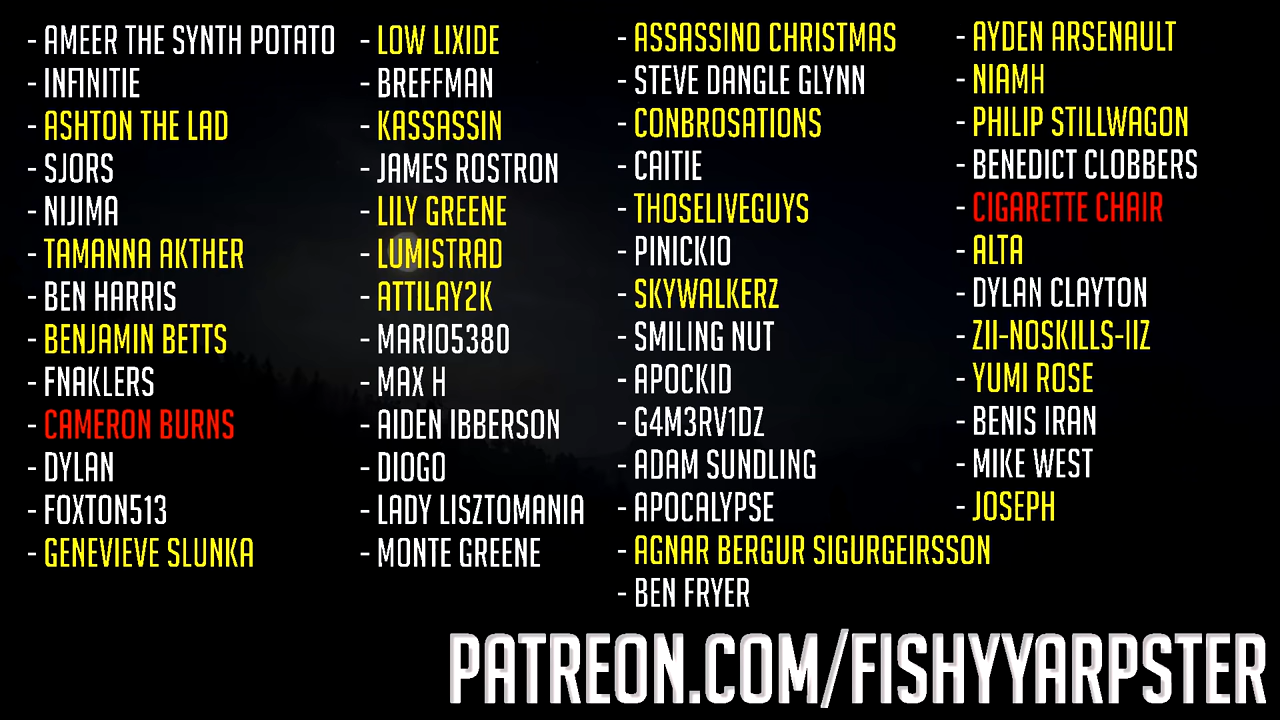 - AMEER THE SYNTH POTATO
- INFINITIE
- ASHTON THE LAD
- SJORS
- NIJIMA
- TAMANNA AKTHER
- BEN HARRIS
- BENJAMIN BETTS
- FNAKLERS
- CAMERON BURNS
- DYLAN
- FOXTON513
- GENEVIEVE SLUNKA
- LOW LIXIDE
- BREFFMAN
- KASSASSIN
- JAMES ROSTRON
- LILY GREENE
- LUMISTRAD
- ATTILAY2K
- MARIO5380
- MAX H
- AIDEN IBBERSON
- DIOGO
- LADY LISZTOMANIA
- MONTE GREENE
- ASSASSINO CHRISTMAS
- STEVE DANGLE GLYNN
- CONBROSATIONS
- CAITIE
- THOSELIVEGUYS
- PINICKIO
- SKYWALKERZ
- SMILING NUT
- APOCKID
- G4M3RV1DZ
- ADAM SUNDLING
- APOCALYPSE
- AGNAR BERGUR SIGURGEIRSSON
- BEN FRYER
- AYDEN ARSENAULT
- NIAMH
- PHILIP STILLWAGON
- BENEDICT CLOBBERS
- CIGARETTE CHAIR
- ALTA
- DYLAN CLAYTON
- ZII-NOSKILLS-IIZ
- YUMI ROSE
- BENIS IRAN
- MIKE WEST
- JOSEPH
PATREON.COM/FISHYYARPSTER